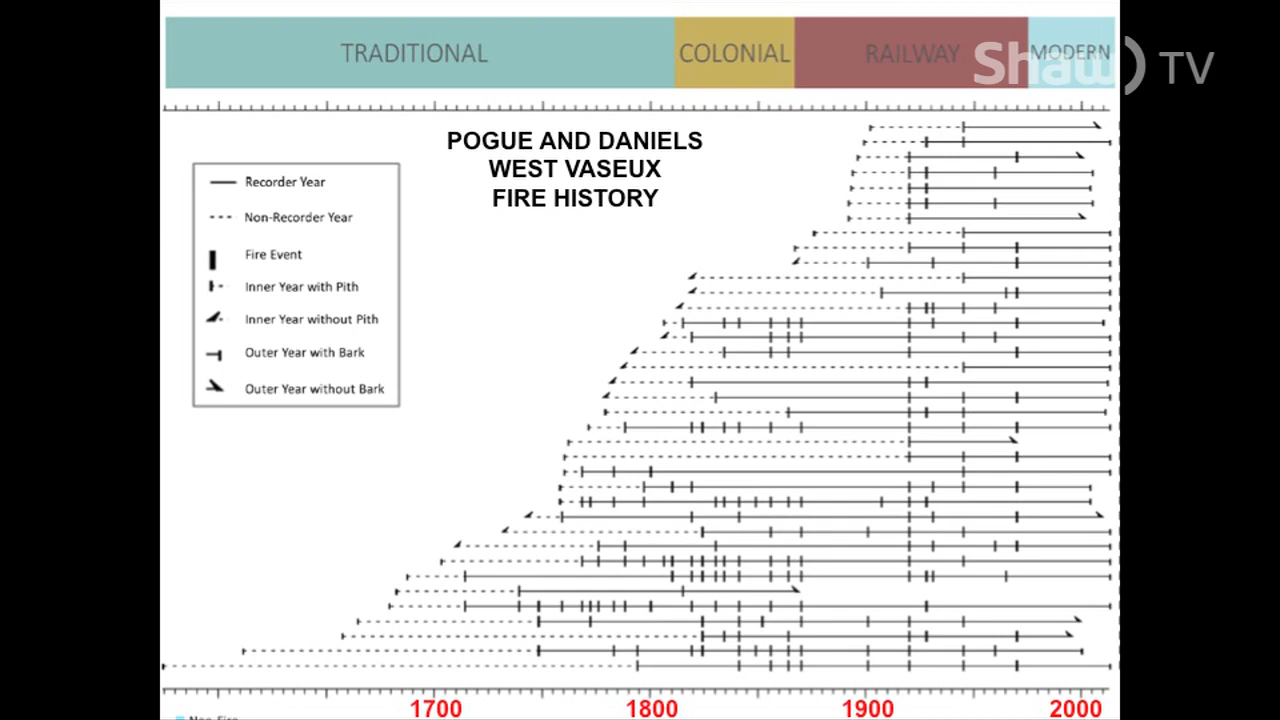 TRADITIONAL
COLONIAL
RAILWAY
MODERN
Shaw) TV
POGUE AND DANIELS
WEST VASEUX
FIRE HISTORY
Recorder Year
Non-Recorder Year
Fire Event
Inner Year with Pith
Inner Year without Pith
Outer Year with Bark
Outer Year without Bark
1700 1800 1900 2000